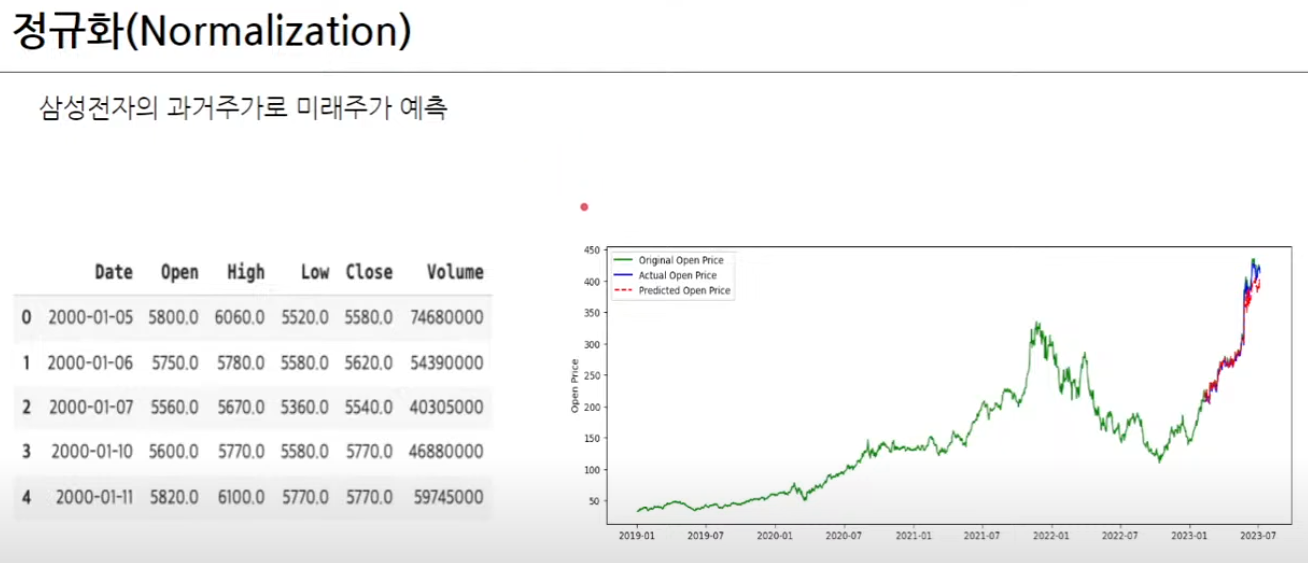 정규화(Normalization)
삼성전자의 과거주가로 미래주가 예측
Date Open High Low Close Volume
0 2000-01-05 5800.0 6060.0 5520.0 5580.0 74680000
1 2000-01-06 5750.0 5780.0 5580.0 5620.0 54390000
2 2000-01-07 5560.0 5670.0 5360.0 5540.0 40305000
3 2000-01-10 5600.0 5770.0 5580.0 5770.0 46880000
4 2000-01-11 5820.0 6100.0 5770.0 5770.0 59745000
Original Open Price
Actual Open Price
Predicted Open Price
Open Price
450
400
350
300
250
200
150
100
50
2019-01 2019-07 2020-01 2020-07 2021-01 2021-07 2022-01 2022-07 2023-01 2023-07